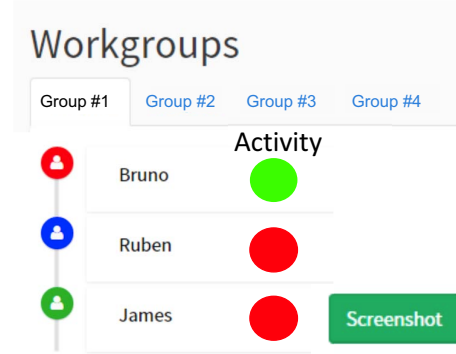 Workgroups
Group #1 Group #2 Group #3 Group #4
Activity
Bruno
Ruben
James Screenshot